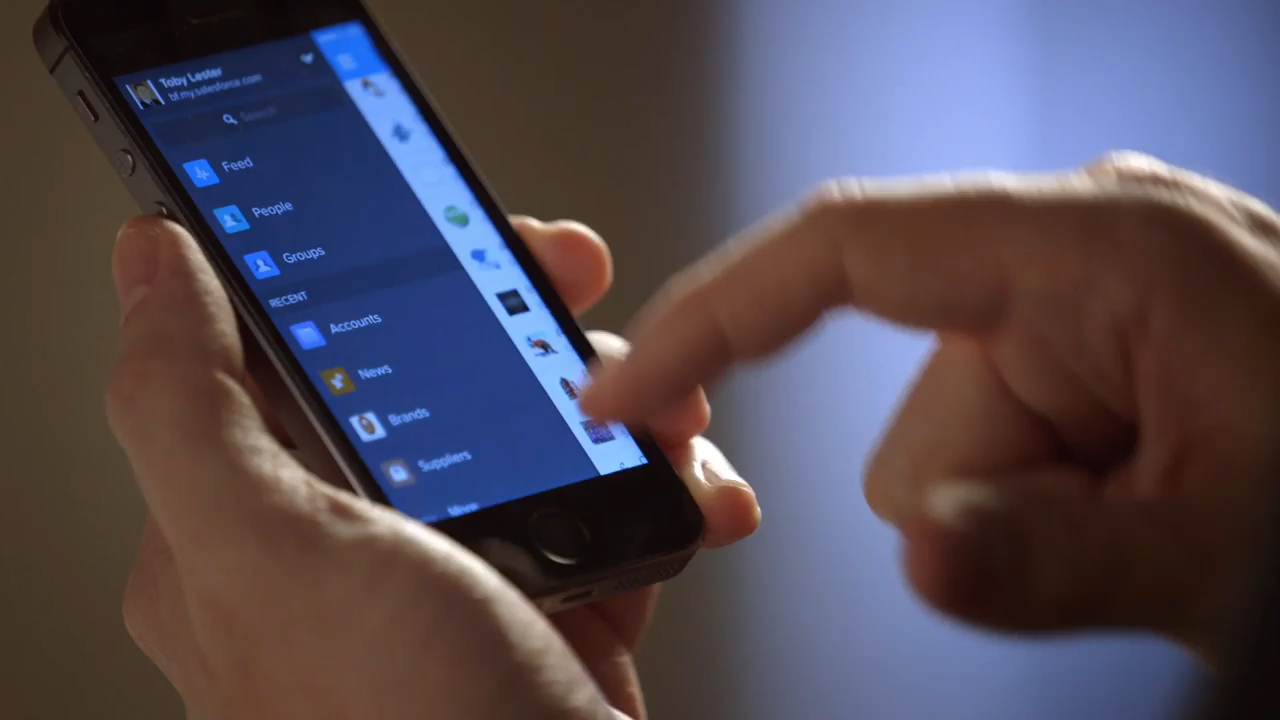 Toby Lester
bf.my.salesforce.com
Search
Feed
People
Groups
RECENT
Accounts
News
Brands
Suppliers